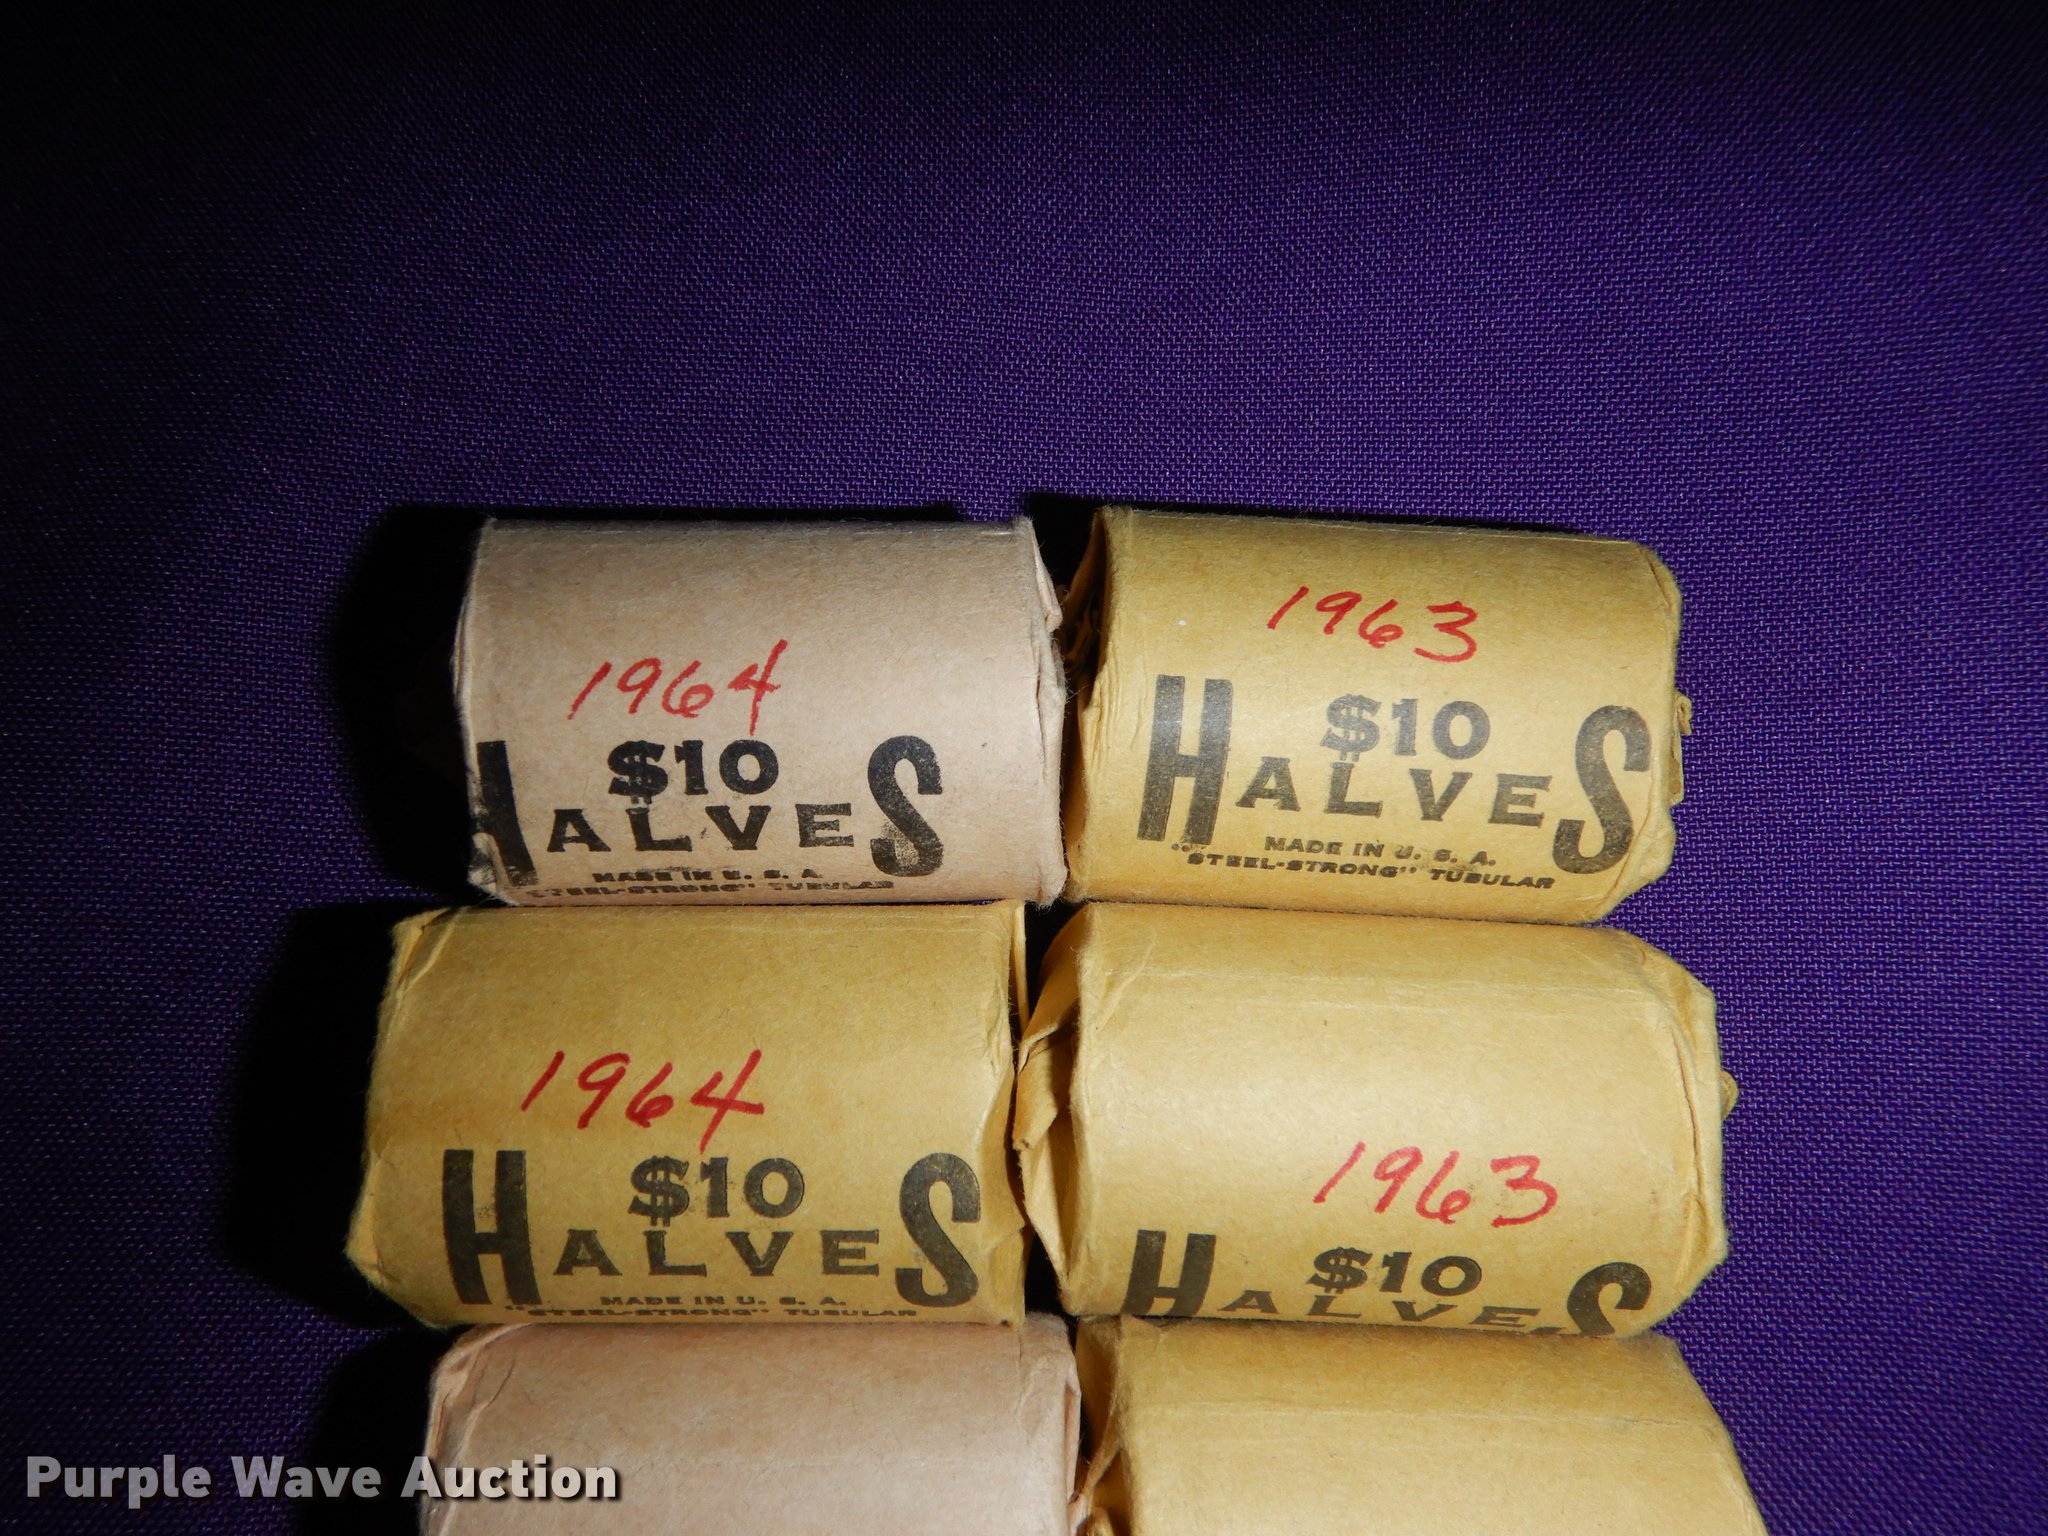 1964
$10
HALVES
MADE IN U. S. A.
"STEEL-STRONG" TUBULAR
1963
$10
HALVES
MADE IN U. S. A.
"STEEL-STRONG" TUBULAR
1964
$10
HALVES
MADE IN U. S. A.
"STEEL-STRONG" TUBULAR
1963
$10
HALVES
Purple Wave Auction